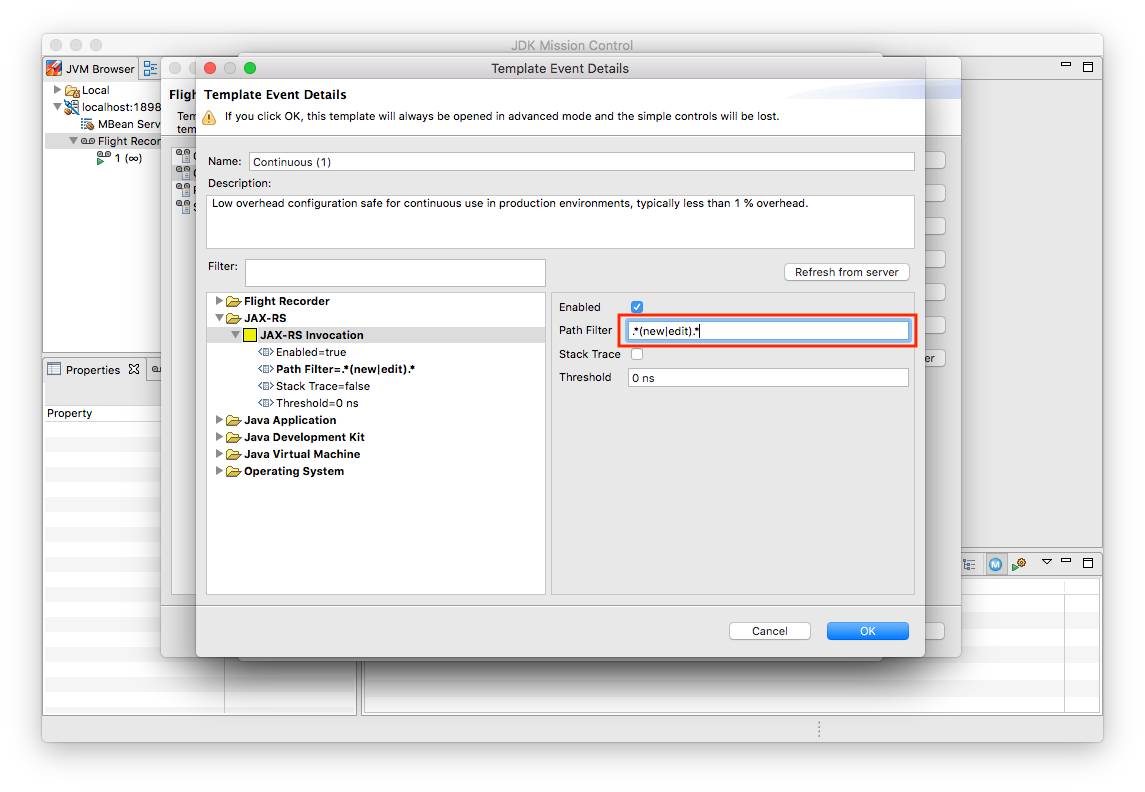 JDK Mission Control
JVM Browser
Template Event Details
Local
localhost:1898
MBean Serv
Flight Recor
1 (∞)
Fligh
Tem
tem
Template Event Details
If you click OK, this template will always be opened in advanced mode and the simple controls will be lost.
Name: Continuous (1)
Description:
Low overhead configuration safe for continuous use in production environments, typically less than 1 % overhead.
Filter:
Refresh from server
Flight Recorder
JAX-RS
JAX-RS Invocation
Enabled=true
Path Filter=.*(new|edit).*
Stack Trace=false
Threshold=0 ns
Java Application
Java Development Kit
Java Virtual Machine
Operating System
Enabled
Path Filter .*(new|edit).*
Stack Trace
Threshold 0 ns
er
Properties
Property
M
Cancel
OK